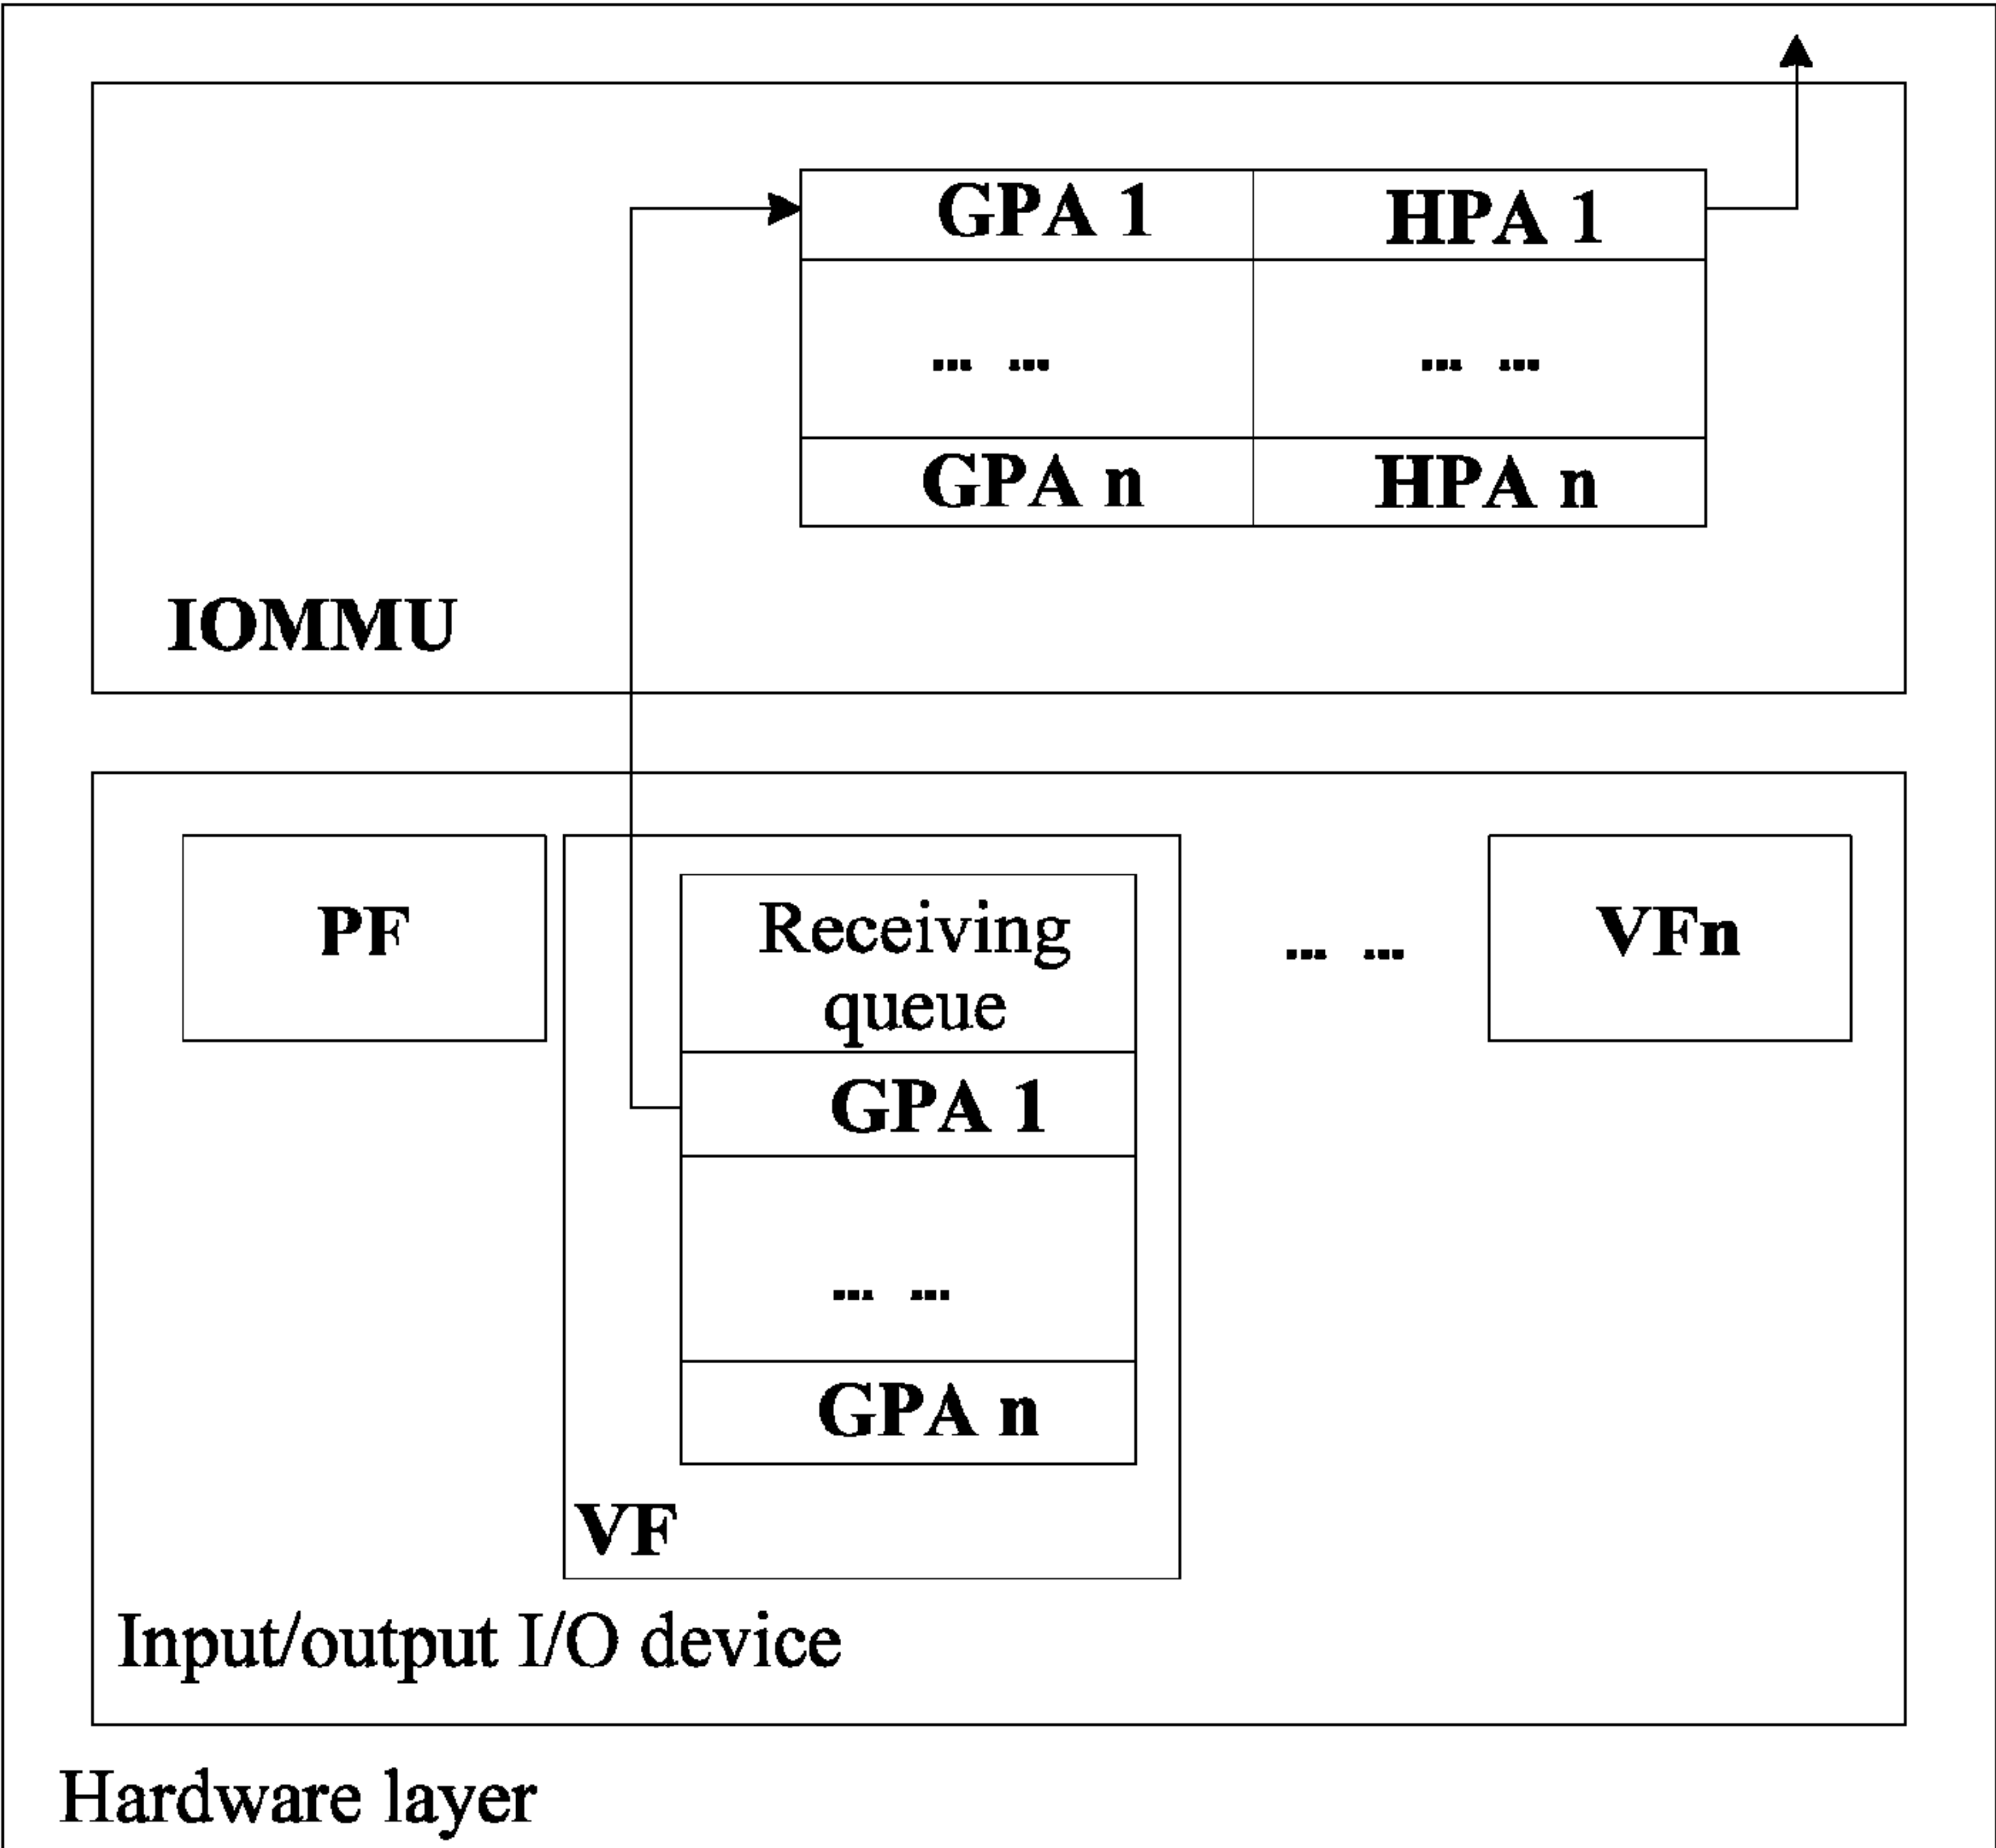 GPA 1 HPA 1
... ... ... ...
GPA n HPA n
IOMMU
PF
Receiving
queue
GPA 1
... ...
GPA n
VF
... ...
VFn
Input/output I/O device
Hardware layer